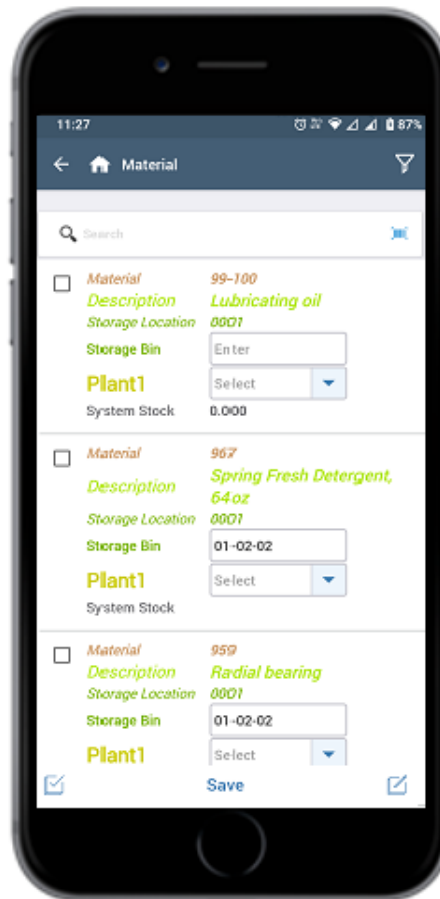 11:27 87%
Material
Search
Material 99-100
Description Lubricating oil
Storage Location 0001
Storage Bin Enter
Plant1 Select
System Stock 0.000
Material 967
Description Spring Fresh Detergent, 64oz
Storage Location 0001
Storage Bin 01-02-02
Plant1 Select
System Stock
Material 959
Description Radial bearing
Storage Location 0001
Storage Bin 01-02-02
Plant1 Select
Save